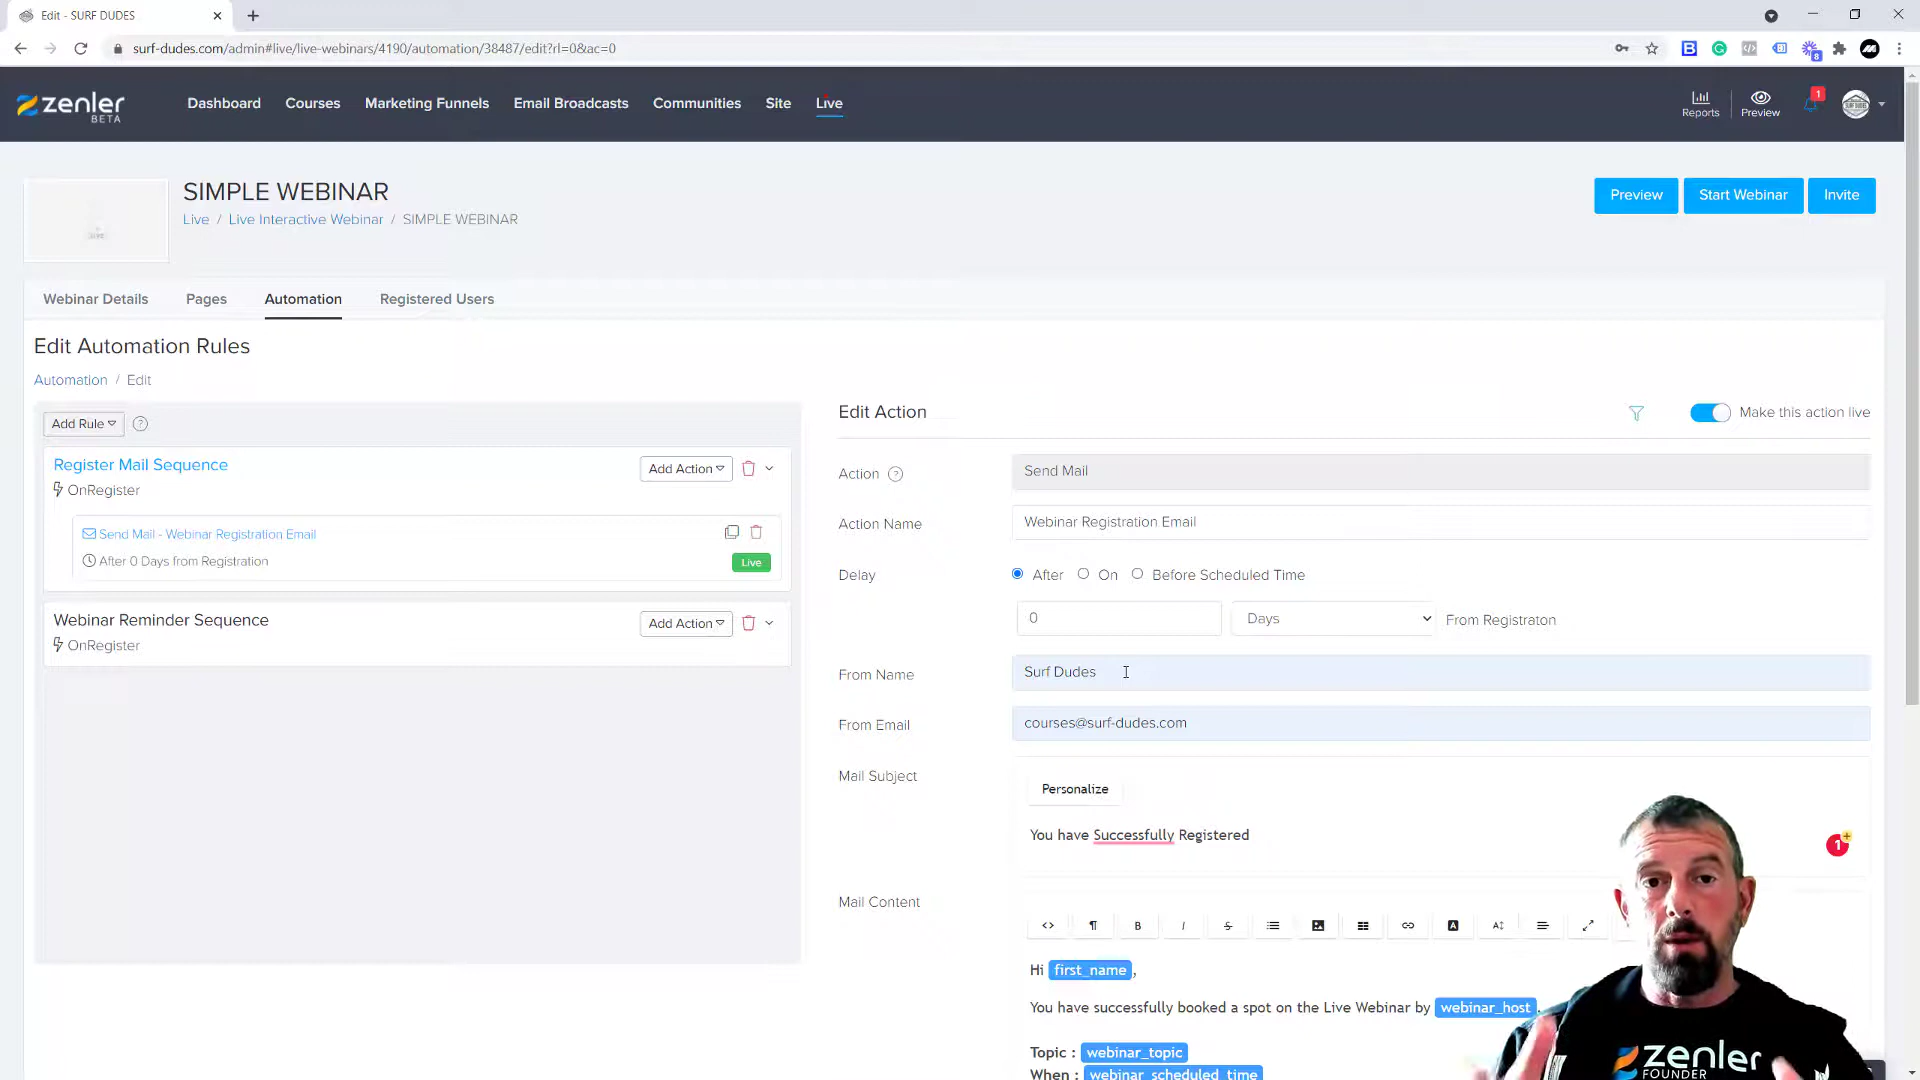 Edit - SURF DUDES
surf-dudes.com/admin#live/live-webinars/4190/automation/38487/edit?rl=0&ac=0
zenler
BETA
Dashboard Courses Marketing Funnels Email Broadcasts Communities Site Live
Reports Preview 1
SIMPLE WEBINAR
Live / Live Interactive Webinar / SIMPLE WEBINAR
Preview Start Webinar Invite
Webinar Details Pages Automation Registered Users
Edit Automation Rules
Automation / Edit
Add Rule
Register Mail Sequence
Add Action
OnRegister
Send Mail - Webinar Registration Email
After 0 Days from Registration
Live
Webinar Reminder Sequence
Add Action
OnRegister
Edit Action
Make this action live
Action Send Mail
Action Name Webinar Registration Email
Delay After On Before Scheduled Time
0 Days From Registraton
From Name Surf Dudes
From Email courses@surf-dudes.com
Mail Subject
Personalize
You have Successfully Registered
1
Mail Content
Hi first_name,
You have successfully booked a spot on the Live Webinar by webinar_host.
Topic : webinar_topic
When : webinar_scheduled_time
zenler
FOUNDER